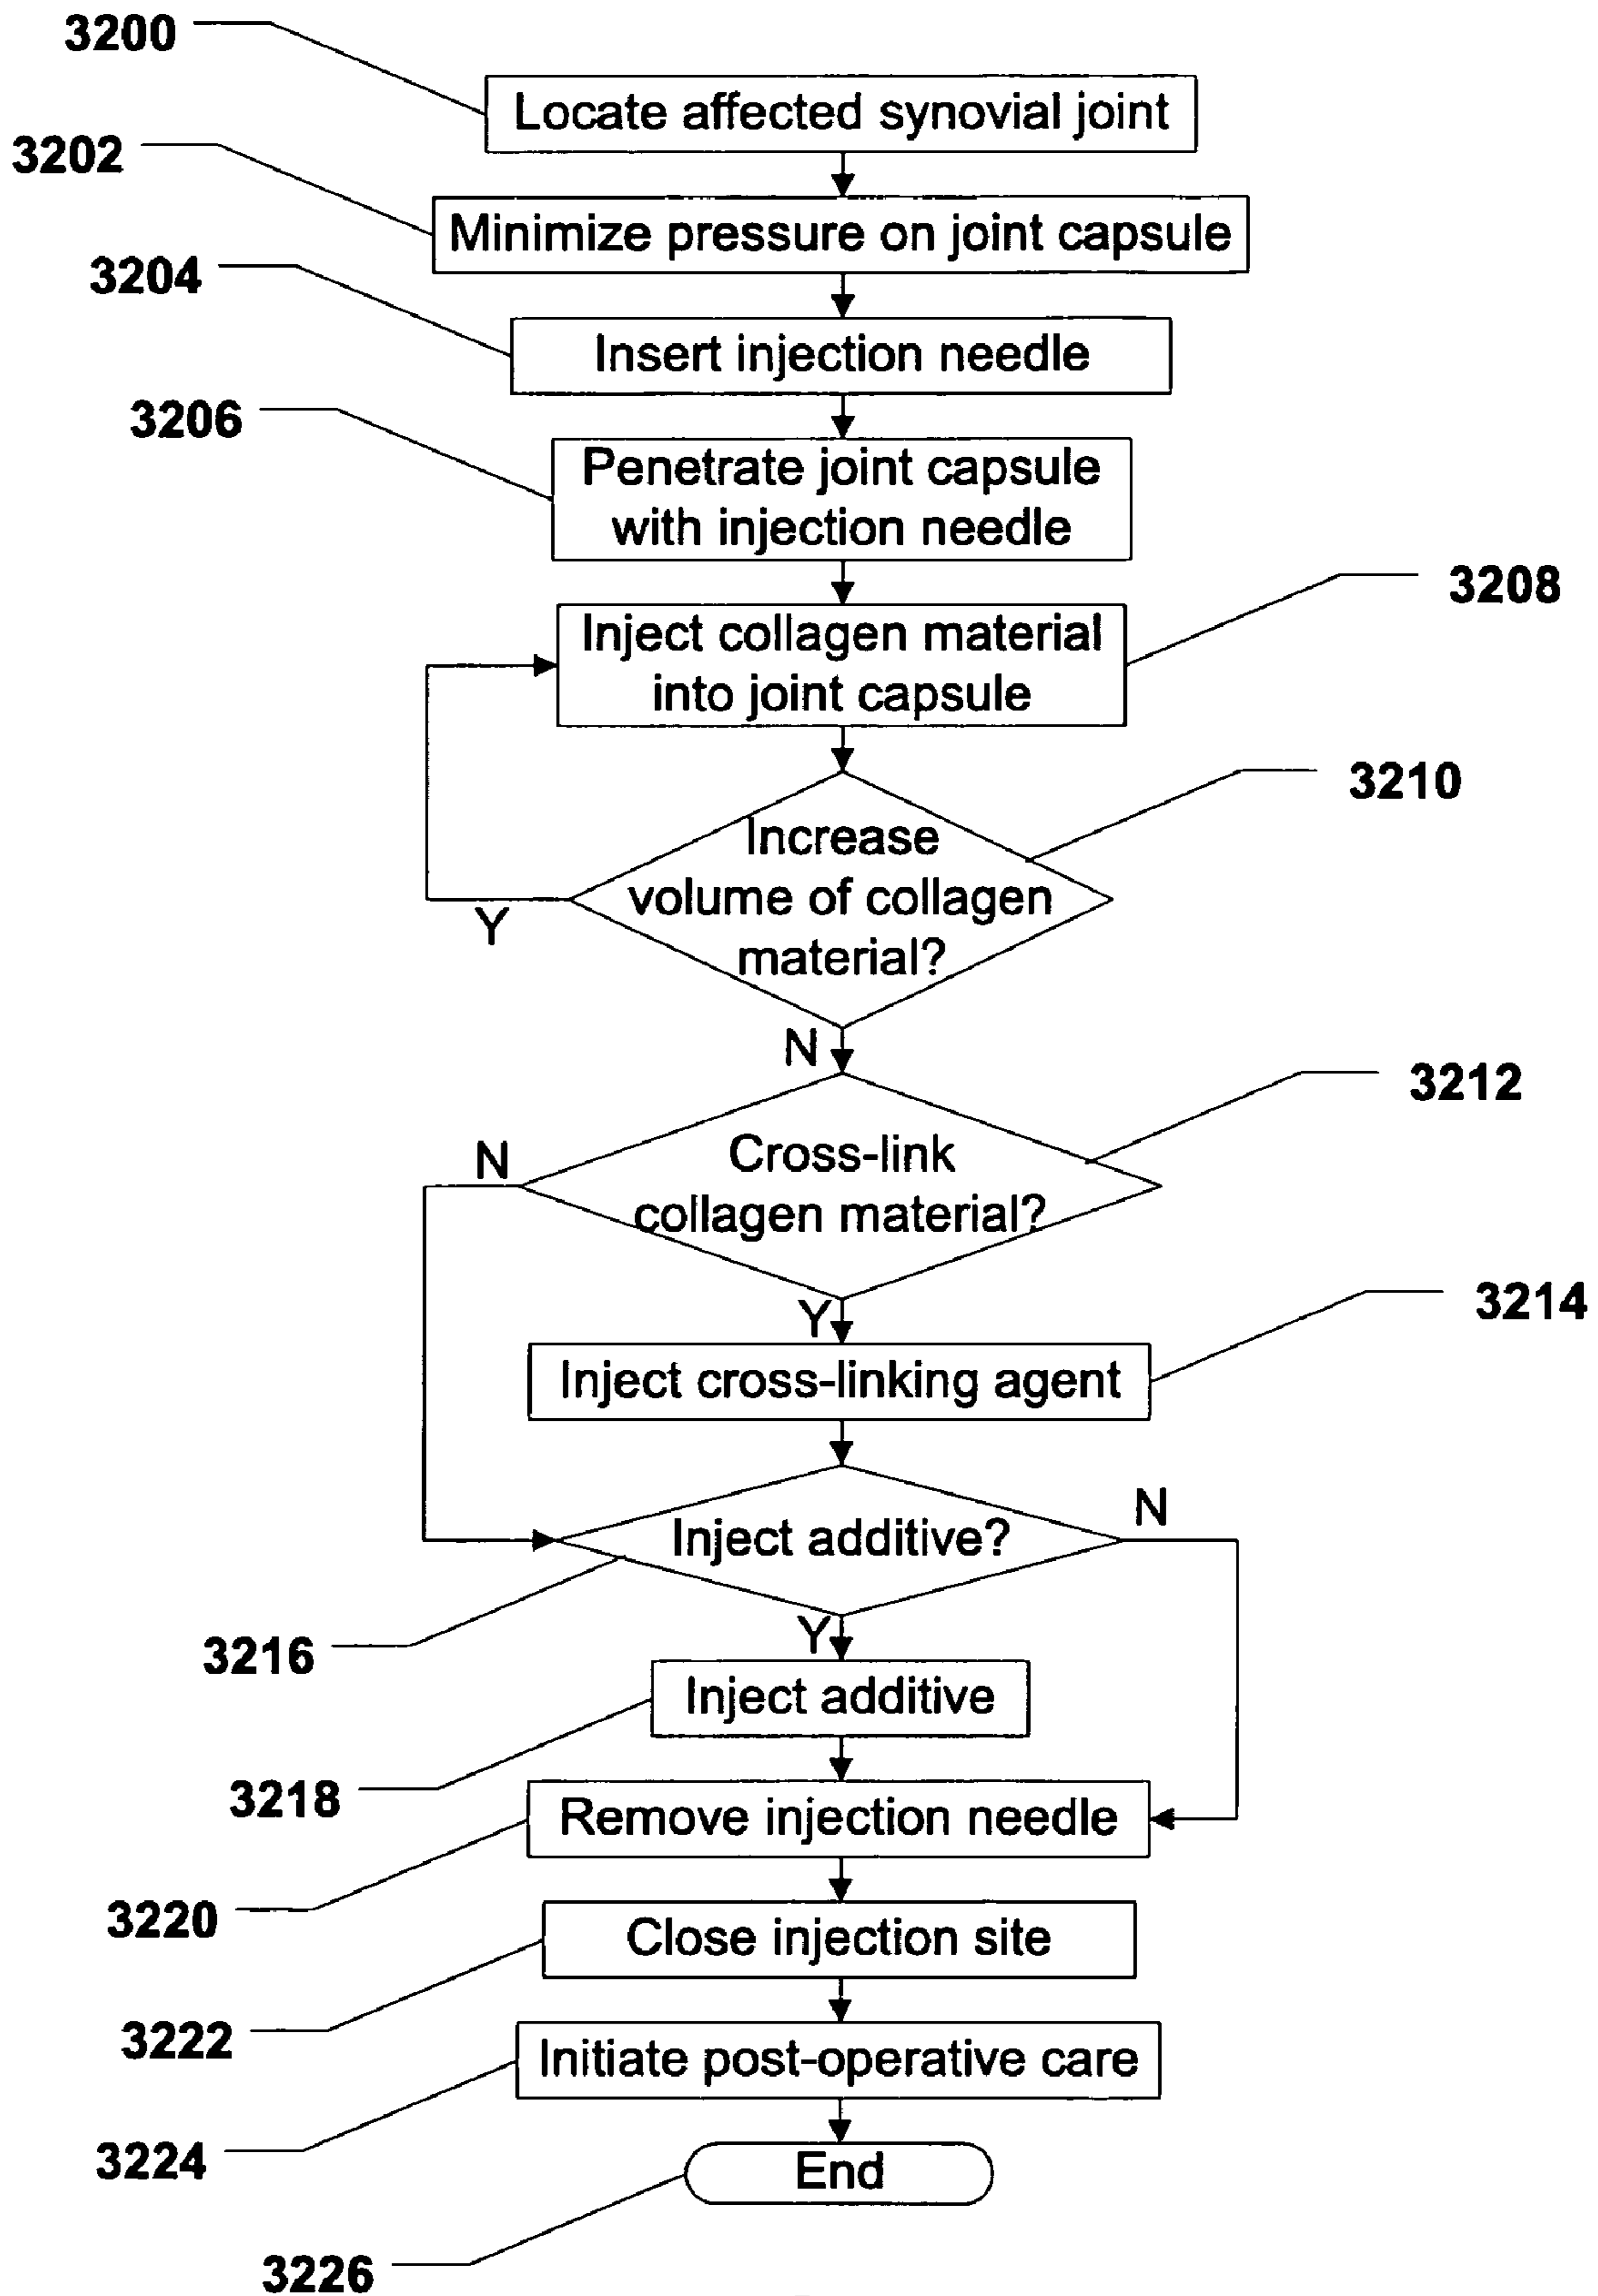 3200
Locate affected synovial joint
3202
Minimize pressure on joint capsule
3204
Insert injection needle
3206
Penetrate joint capsule
with injection needle
3208
Inject collagen material
into joint capsule
3210
Increase
volume of collagen
material?
Y
N
3212
Cross-link
collagen material?
N
Y
3214
Inject cross-linking agent
N
Inject additive?
3216
Y
Inject additive
3218
Remove injection needle
3220
Close injection site
3222
Initiate post-operative care
3224
End
3226